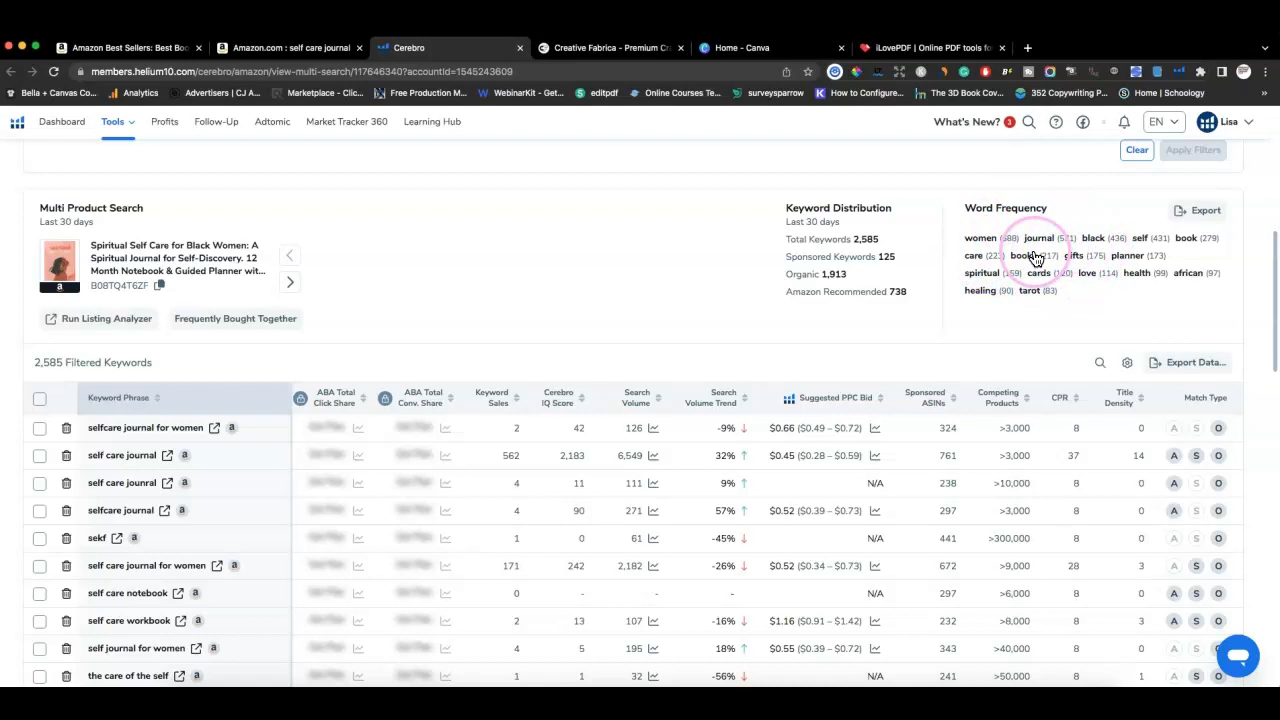 Amazon Best Sellers: Best Bo
Amazon.com : self care journal
Cerebro
Creative Fabrica - Premium Cr
Home - Canva
iLovePDF | Online PDF tools fo
members.helium10.com/cerebro/amazon/view-multi-search/117646340?accountId=1545243609
Bella + Canvas Co... Analytics Advertisers | CJ A... Marketplace - Clic... Free Production M... WebinarKit - Get... editpdf Online Courses Te... surveysparrow How to Configure... The 3D Book Cov... 352 Copywriting P... Home | Schoology
Dashboard Tools Profits Follow-Up Adtomic Market Tracker 360 Learning Hub What's New? 3 EN Lisa
Clear Apply Filters
Multi Product Search
Last 30 days
Spiritual Self Care for Black Women: A
Spiritual Journal for Self-Discovery. 12
Month Notebook & Guided Planner with...
B08TQ4T6ZF
Run Listing Analyzer Frequently Bought Together
Keyword Distribution
Last 30 days
Total Keywords 2,585
Sponsored Keywords 125
Organic 1,913
Amazon Recommended 738
Word Frequency Export
women (588) journal (531) black (436) self (431) book (279)
care (223) gifts (175) planner (173)
spiritual (159) cards (120) love (114) health (99) african (97)
healing (90) tarot (83)
2,585 Filtered Keywords Export Data...
Keyword Phrase ABA Total Click Share ABA Total Conv. Share Keyword Sales Cerebro IQ Score Search Volume Search Volume Trend Suggested PPC Bid Sponsored ASINs Competing Products CPR Title Density Match Type
selfcare journal for women 2 42 126 -9% $0.66 ($0.49 – $0.72) 324 >3,000 8 0 A S O
self care journal 562 2,183 6,549 32% $0.45 ($0.28 – $0.59) 761 >3,000 37 14 A S O
self care jounral 4 11 111 9% N/A 238 >10,000 8 0 A S O
selfcare journal 4 90 271 57% $0.52 ($0.39 – $0.73) 297 >3,000 8 0 A S O
sekf 1 0 61 -45% N/A 441 >300,000 8 0 A S O
self care journal for women 171 242 2,182 -26% $0.52 ($0.34 – $0.73) 672 >9,000 28 3 A S O
self care notebook 0 - - - N/A 297 >6,000 8 0 A S O
self care workbook 2 13 107 -16% $1.16 ($0.91 – $1.42) 232 >8,000 8 3 A S O
self journal for women 4 5 195 18% $0.55 ($0.39 – $0.72) 343 >40,000 8 0 A S O
the care of the self 1 1 32 -56% N/A 241 >50,000 8 1 A S O